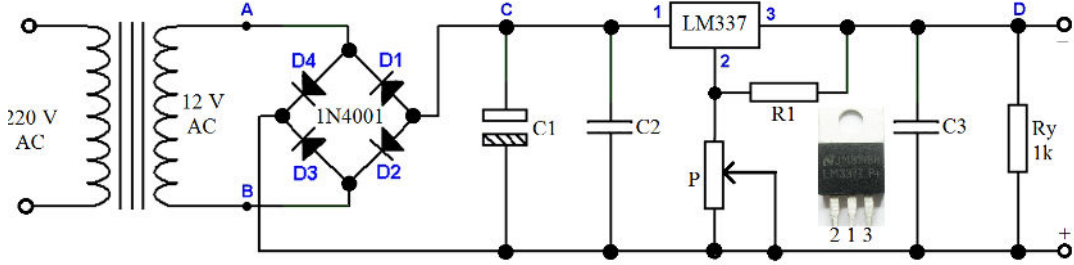 A
C
1
LM337
3
D
−
D4
D1
2
220 V
AC
12 V
AC
1N4001
R1
C1
C2
C3
Ry
1k
D3
D2
P
B
2 1 3
+